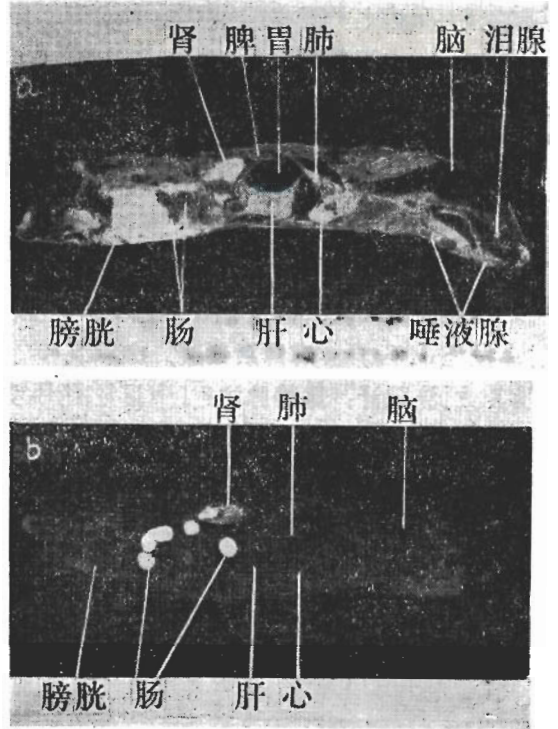 肾 脾 胃 肺 脑 泪腺
a
膀胱 肠 肝 心 唾液腺
肾 肺 脑
b
膀胱 肠 肝 心